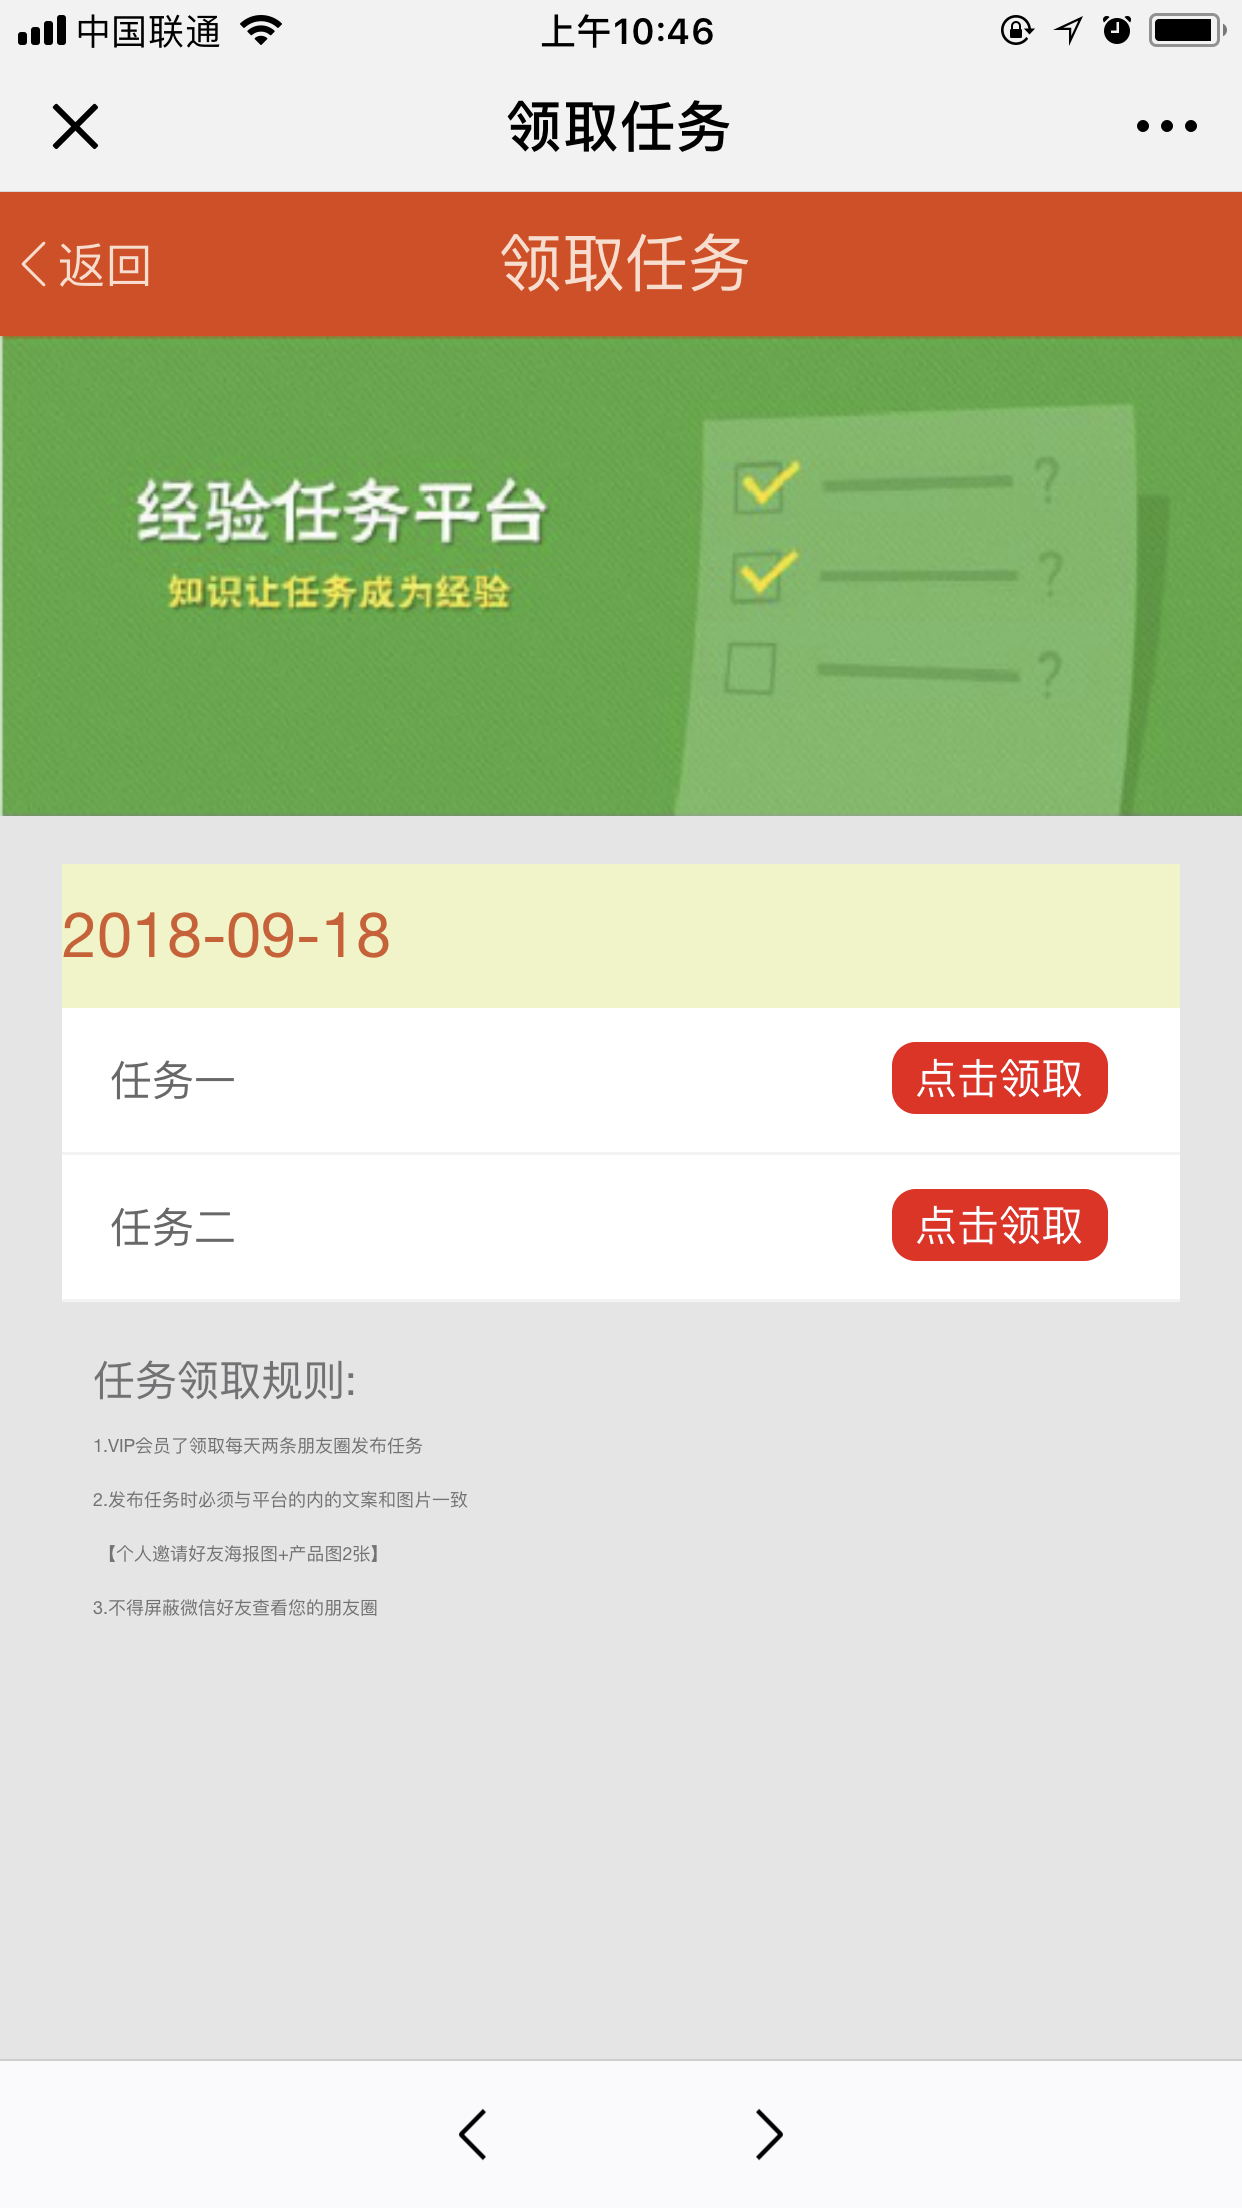 中国联通
上午10:46
领取任务
返回
领取任务
经验任务平台
知识让任务成为经验
?
?
?
2018-09-18
任务一
点击领取
任务二
点击领取
任务领取规则:
1.VIP会员了领取每天两条朋友圈发布任务
2.发布任务时必须与平台的内的文案和图片一致
【个人邀请好友海报图+产品图2张】
3.不得屏蔽微信好友查看您的朋友圈